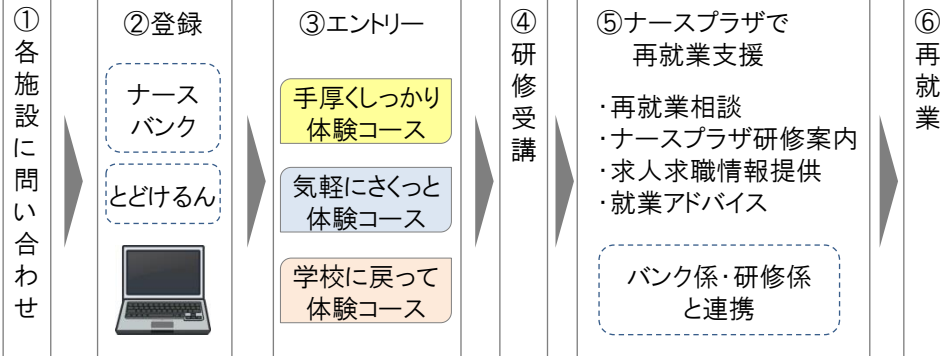 ①各施設に問い合わせ
②登録
ナース
バンク
とどけるん
③エントリー
手厚くしっかり
体験コース
気軽にさくっと
体験コース
学校に戻って
体験コース
④研修受講
⑤ナースプラザで
再就業支援
・再就業相談
・ナースプラザ研修案内
・求人求職情報提供
・就業アドバイス
バンク係・研修係
と連携
⑥再就業